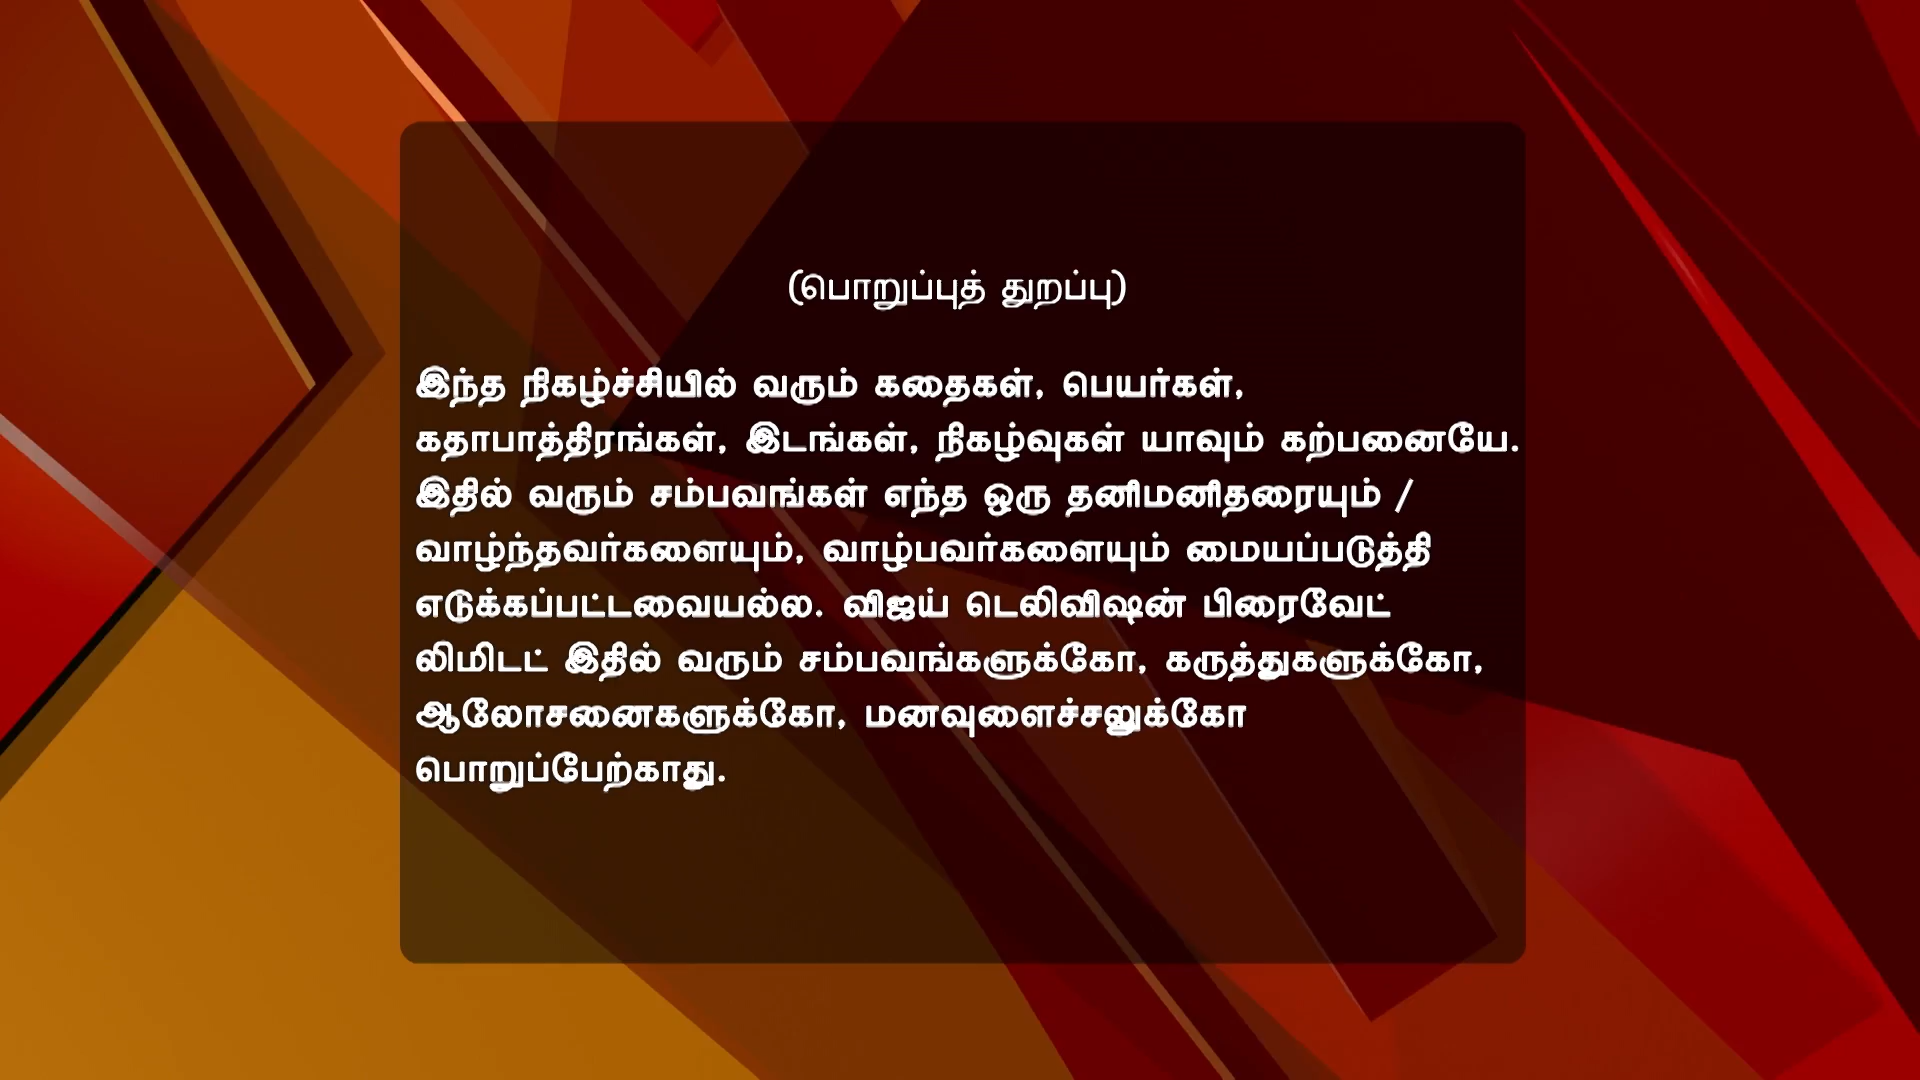 (பொறுப்புத் துறப்பு)
இந்த நிகழ்ச்சியில் வரும் கதைகள், பெயர்கள்,
கதாபாத்திரங்கள், இடங்கள், நிகழ்வுகள் யாவும் கற்பனையே.
இதில் வரும் சம்பவங்கள் எந்த ஒரு தனிமனிதரையும் /
வாழ்ந்தவர்களையும், வாழ்பவர்களையும் மையப்படுத்தி
எடுக்கப்பட்டவையல்ல. விஜய் டெலிவிஷன் பிரைவேட்
லிமிடட் இதில் வரும் சம்பவங்களுக்கோ, கருத்துகளுக்கோ,
ஆலோசனைகளுக்கோ, மனவுளைச்சலுக்கோ
பொறுப்பேற்காது.